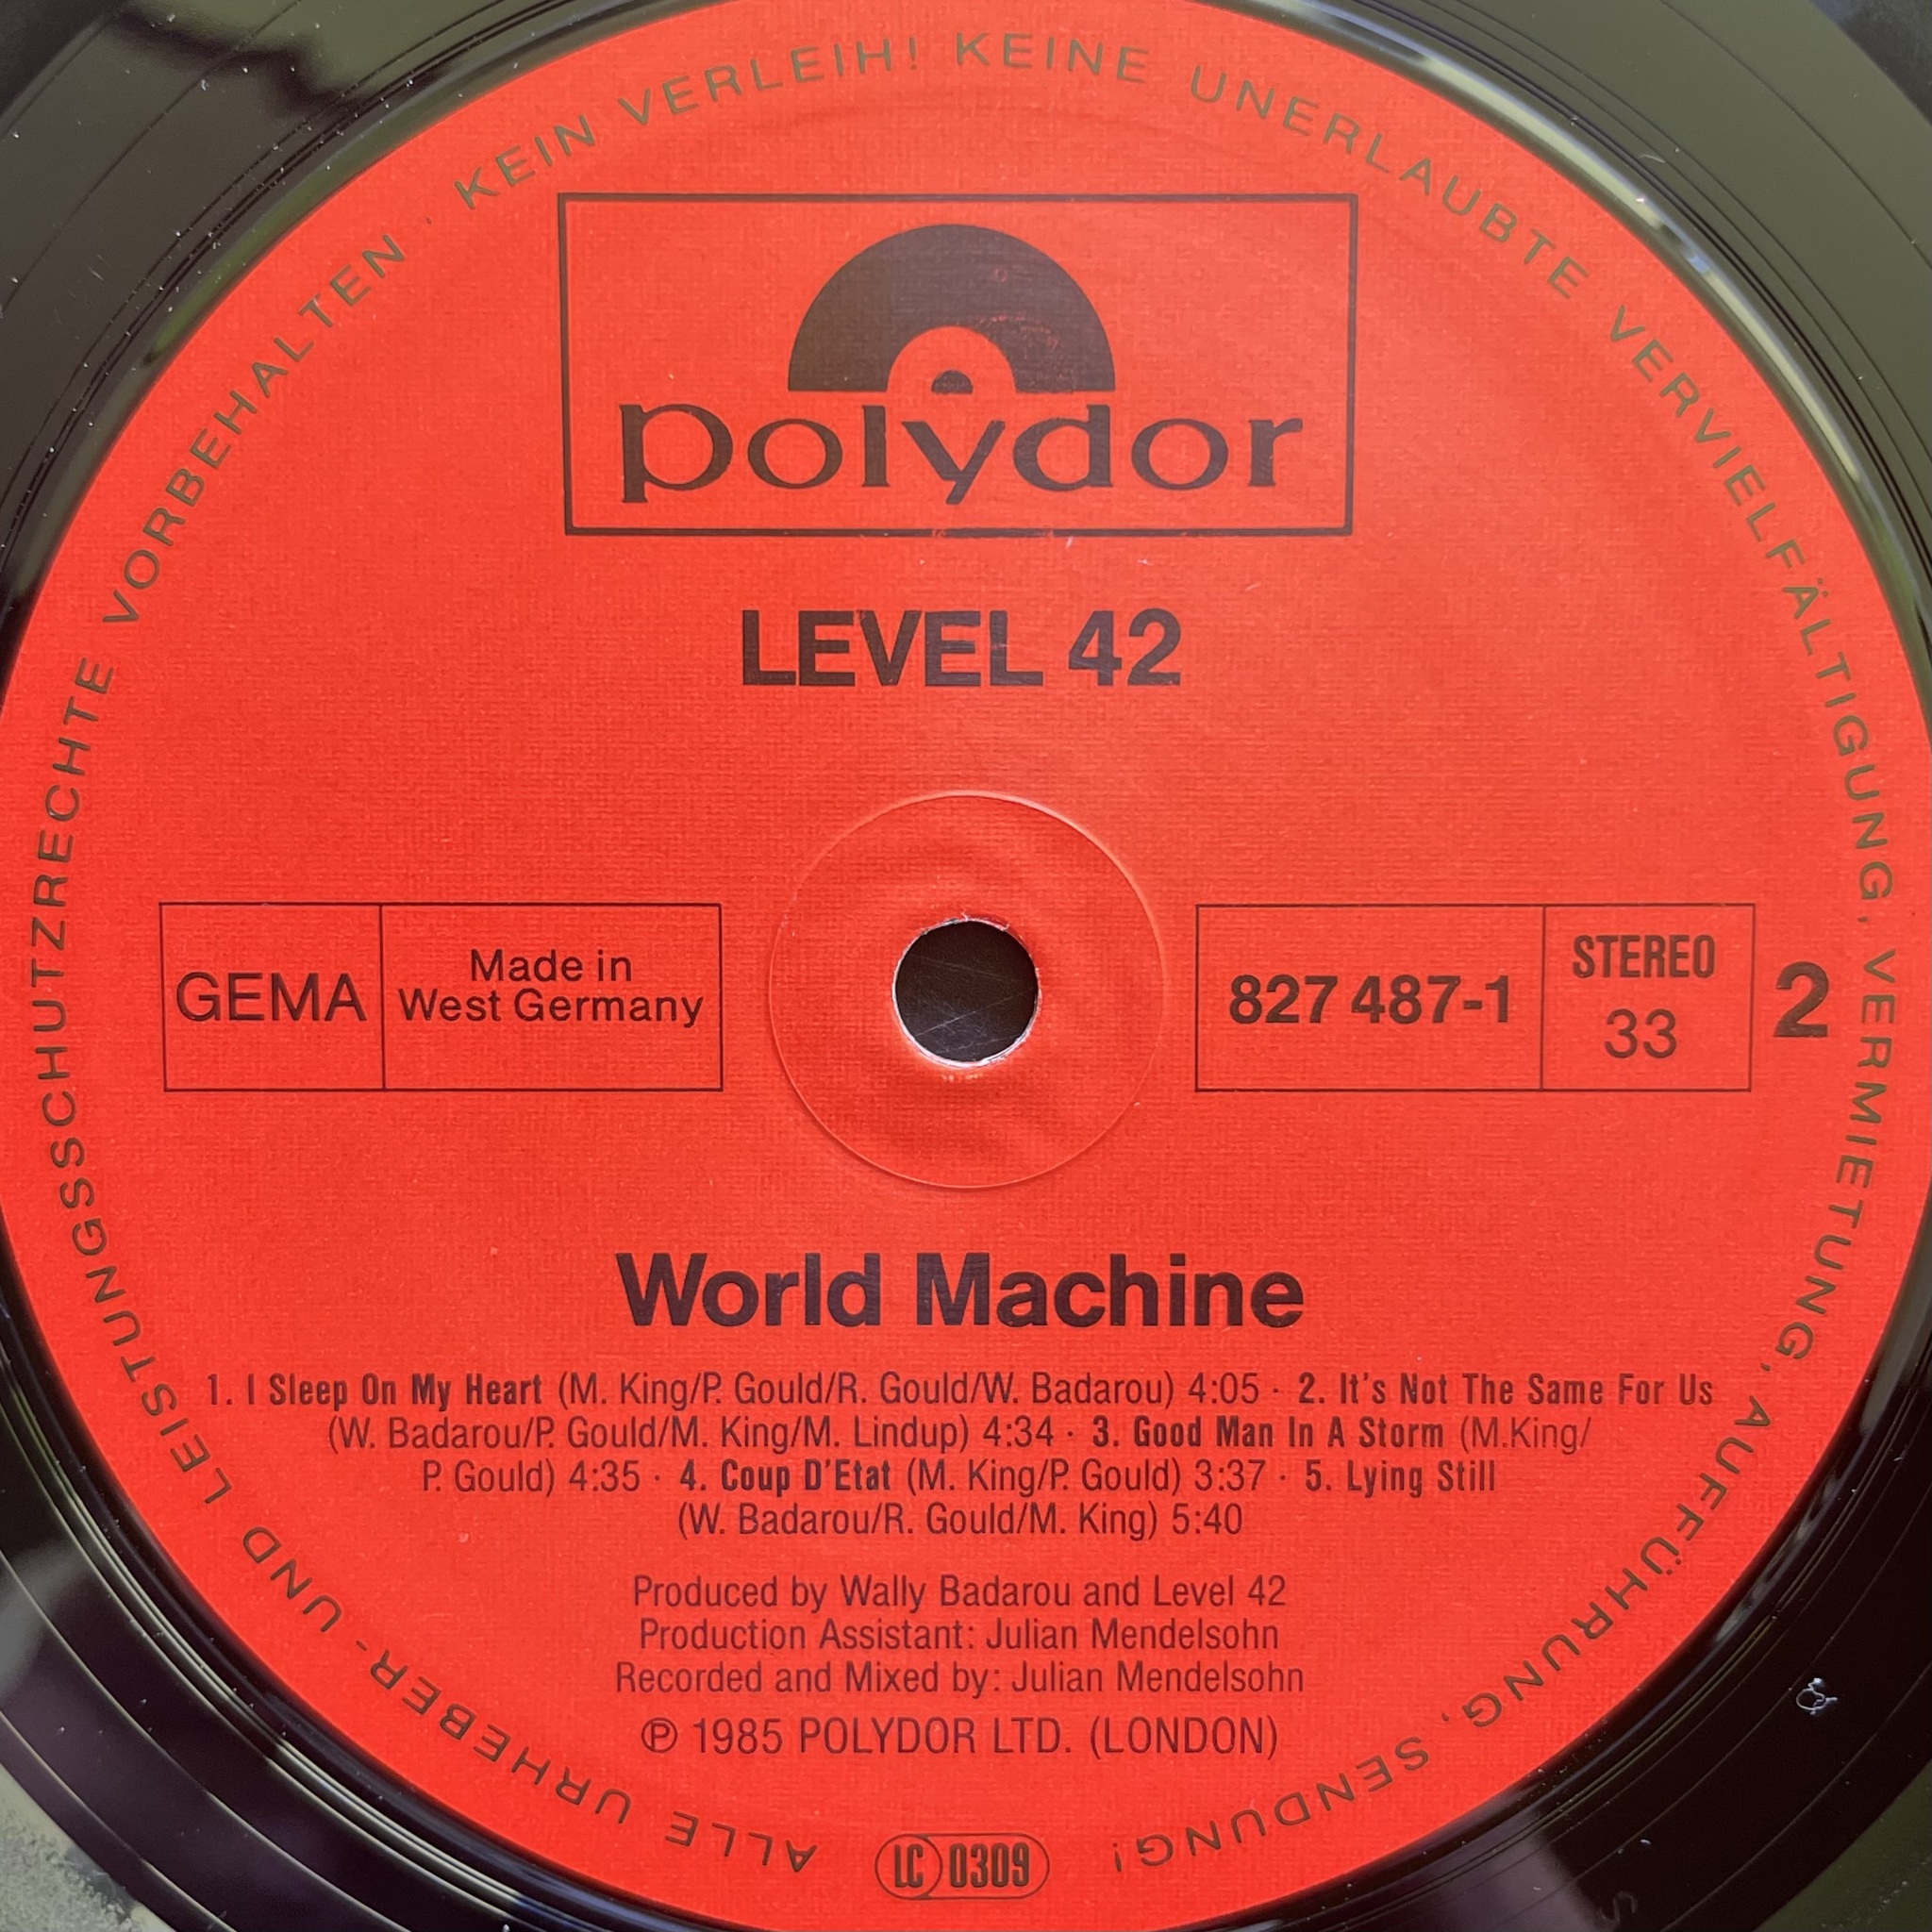 ALLE URHEBER- UND LEISTUNGSSCHUTZRECHTE VORBEHALTEN · KEIN VERLEIH! KEINE UNERLAUBTE VERVIELFÄLTIGUNG, VERMIETUNG, AUFFÜHRUNG, SENDUNG!
polydor
LEVEL 42
GEMA
Made in
West Germany
827 487-1
STEREO
33
2
World Machine
1. I Sleep On My Heart (M. King/P. Gould/R. Gould/W. Badarou) 4:05 · 2. It's Not The Same For Us
(W. Badarou/P. Gould/M. King/M. Lindup) 4:34 · 3. Good Man In A Storm (M.King/
P. Gould) 4:35 · 4. Coup D'Etat (M. King/P. Gould) 3:37 · 5. Lying Still
(W. Badarou/R. Gould/M. King) 5:40
Produced by Wally Badarou and Level 42
Production Assistant: Julian Mendelsohn
Recorded and Mixed by: Julian Mendelsohn
℗ 1985 POLYDOR LTD. (LONDON)
LC 0309